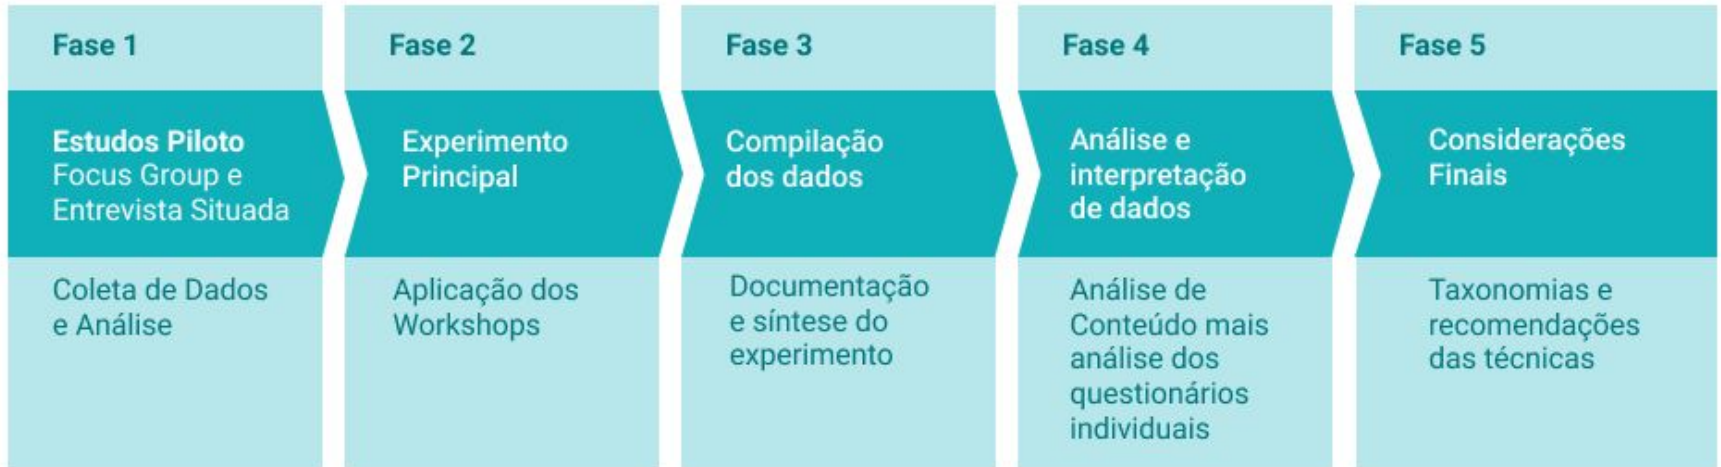 Fase 1
Estudos Piloto
Focus Group e
Entrevista Situada
Coleta de Dados
e Análise
Fase 2
Experimento
Principal
Aplicação dos
Workshops
Fase 3
Compilação
dos dados
Documentação
e síntese do
experimento
Fase 4
Análise e
interpretação
de dados
Análise de
Conteúdo mais
análise dos
questionários
individuais
Fase 5
Considerações
Finais
Taxonomias e
recomendações
das técnicas